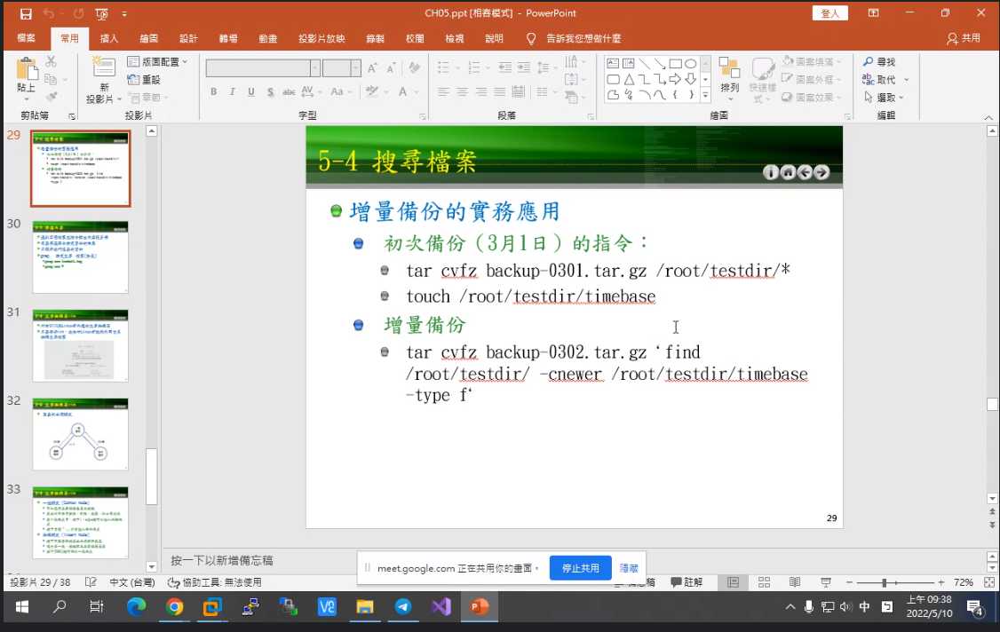 CH05.ppt [相容模式] - PowerPoint
登入
檔案 常用 插入 繪圖 設計 轉場 動畫 投影片放映 錄製 校閱 檢視 說明 告訴我您想做什麼 共用
貼上
新
投影片
版面配置
重設
章節
B I U S abc AV Aa A
排列
快速樣
式
圖案填滿
圖案外框
圖案效果
尋找
取代
選取
剪貼簿 投影片 字型 段落 繪圖 編輯
29
30
31
32
33
5-4 搜尋檔案
增量備份的實務應用
初次備份（3月1日）的指令：
tar cvfz backup-0301.tar.gz /root/testdir/*
touch /root/testdir/timebase
增量備份
tar cvfz backup-0302.tar.gz ‘find
/root/testdir/ -cnewer /root/testdir/timebase
-type f‘
29
按一下以新增備忘稿
meet.google.com 正在共用你的畫面。 停止共用 隱藏
投影片 29 / 38 中文 (台灣) 協助工具: 無法使用 註解 72%
中
上午 09:38
2022/5/10
4